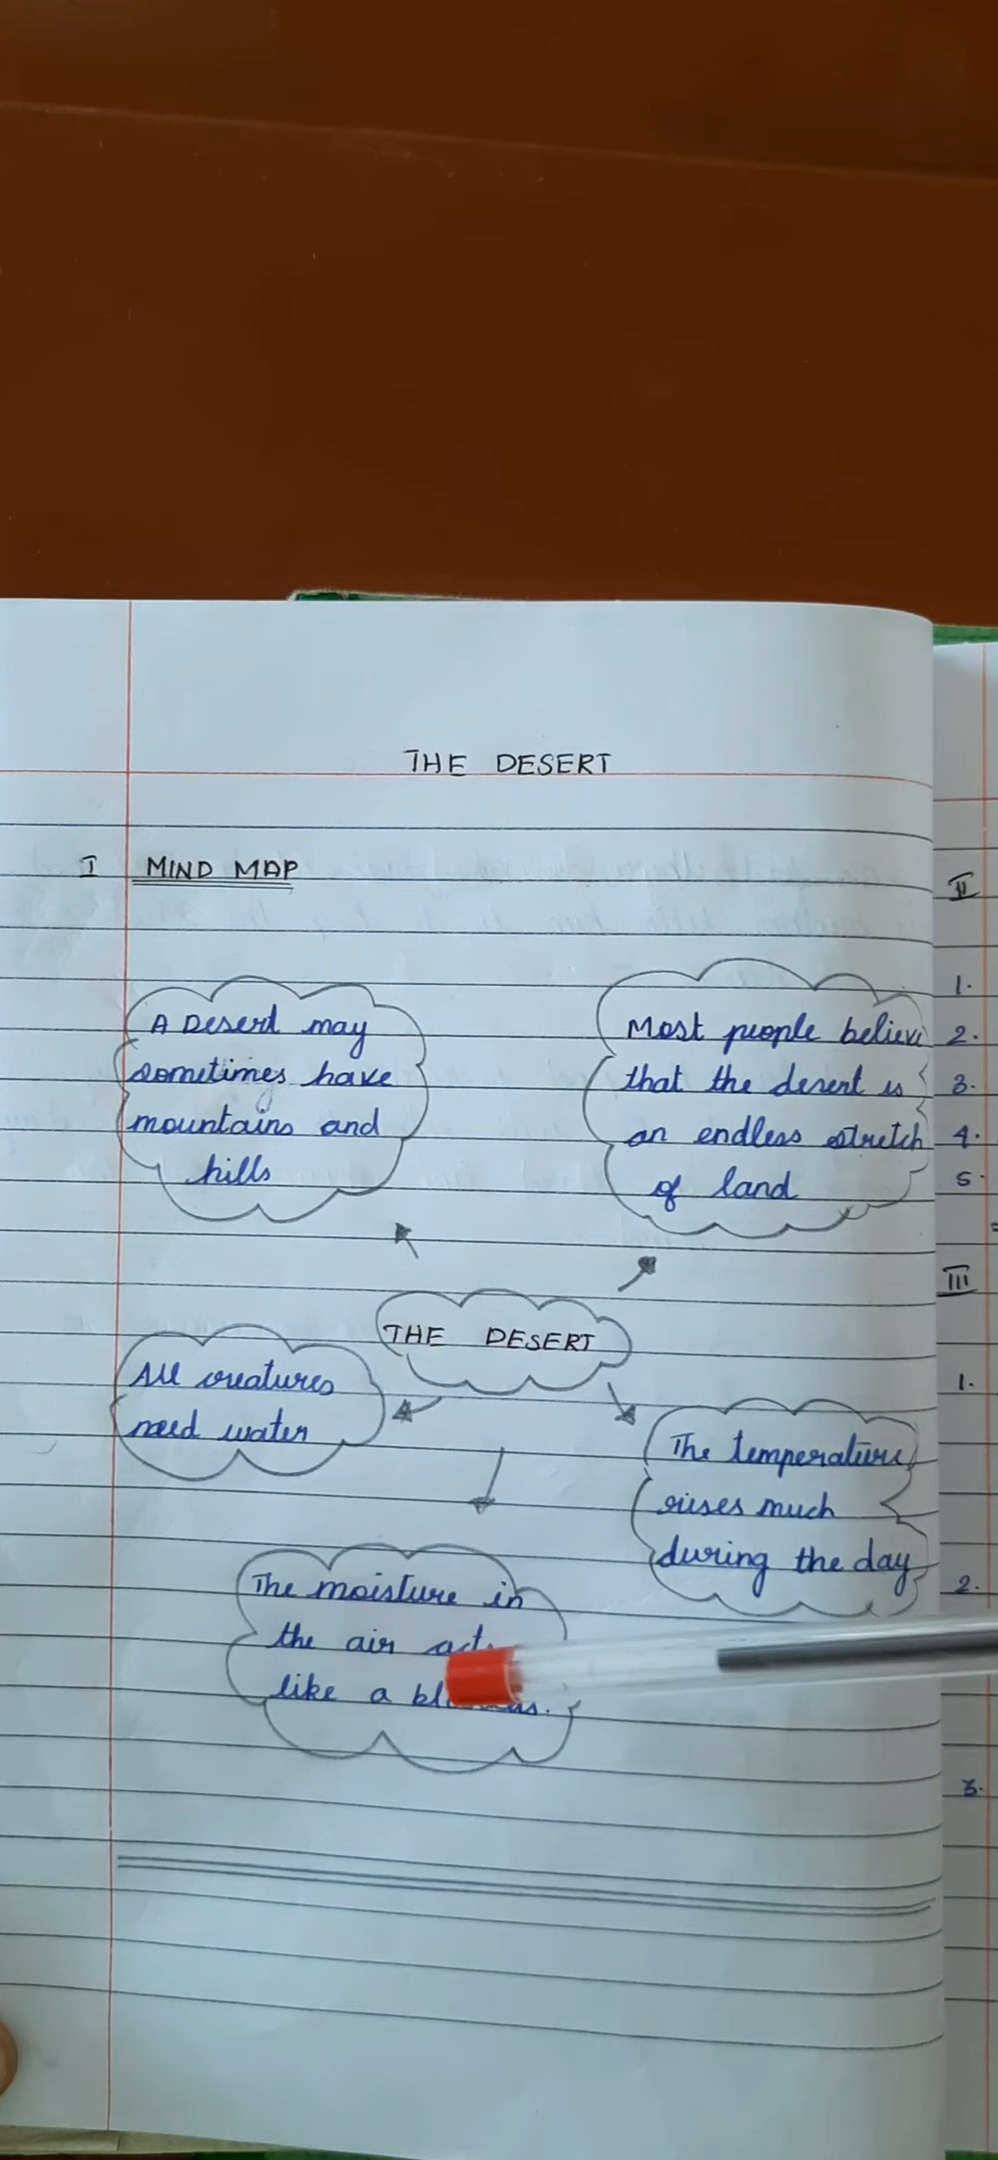 THE DESERT
I MIND MAP
A Desert may
sometimes have
mountains and
hills
Most people believe
that the desert is
an endless stretch
of land
THE DESERT
All creatures
need water
The temperature
rises much
during the day
The moisture in
the air
like a
II
1.
2.
3.
4.
5.
III
1.
2.
3.